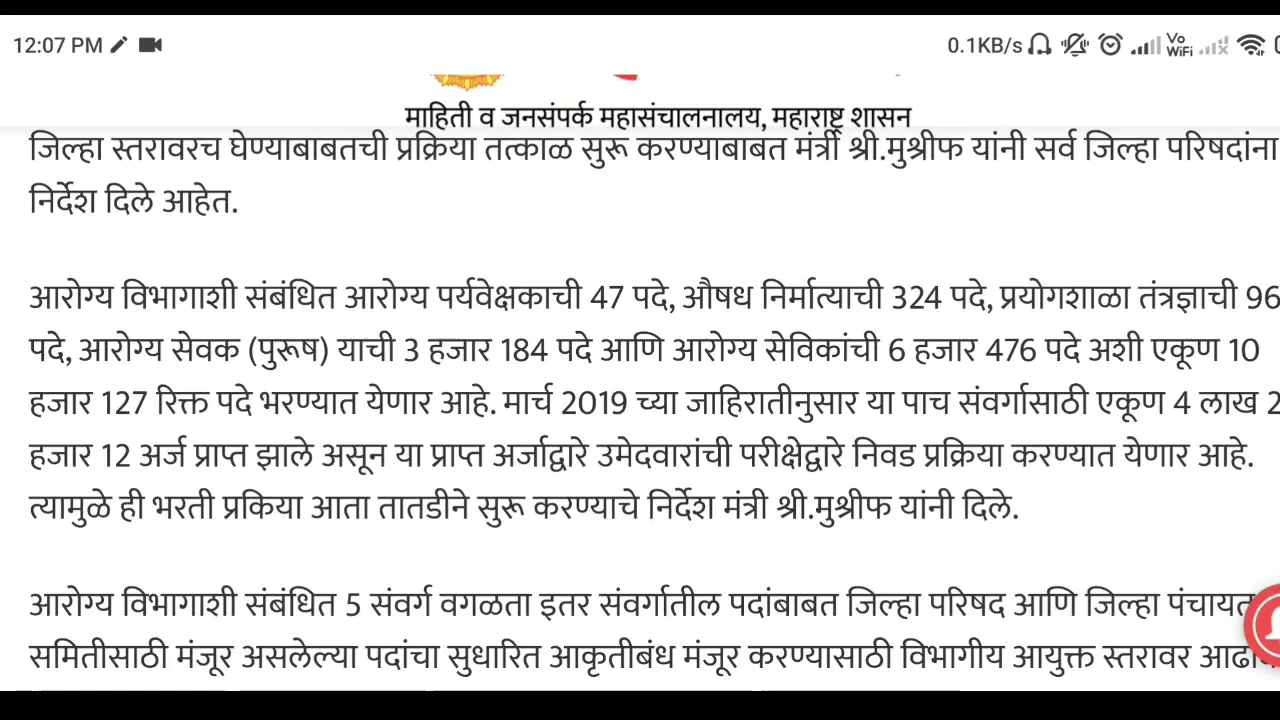 12:07 PM
0.1KB/s
Vo
WiFi
माहिती व जनसंपर्क महासंचालनालय, महाराष्ट्र शासन
जिल्हा स्तरावरच घेण्याबाबतची प्रक्रिया तत्काळ सुरू करण्याबाबत मंत्री श्री.मुश्रीफ यांनी सर्व जिल्हा परिषदांना
निर्देश दिले आहेत.
आरोग्य विभागाशी संबंधित आरोग्य पर्यवेक्षकाची 47 पदे, औषध निर्मात्याची 324 पदे, प्रयोगशाळा तंत्रज्ञाची 96
पदे, आरोग्य सेवक (पुरूष) याची 3 हजार 184 पदे आणि आरोग्य सेविकांची 6 हजार 476 पदे अशी एकूण 10
हजार 127 रिक्त पदे भरण्यात येणार आहे. मार्च 2019 च्या जाहिरातीनुसार या पाच संवर्गासाठी एकूण 4 लाख 2
हजार 12 अर्ज प्राप्त झाले असून या प्राप्त अर्जाद्वारे उमेदवारांची परीक्षेद्वारे निवड प्रक्रिया करण्यात येणार आहे.
त्यामुळे ही भरती प्रकिया आता तातडीने सुरू करण्याचे निर्देश मंत्री श्री.मुश्रीफ यांनी दिले.
आरोग्य विभागाशी संबंधित 5 संवर्ग वगळता इतर संवर्गातील पदांबाबत जिल्हा परिषद आणि जिल्हा पंचायत
समितीसाठी मंजूर असलेल्या पदांचा सुधारित आकृतीबंध मंजूर करण्यासाठी विभागीय आयुक्त स्तरावर